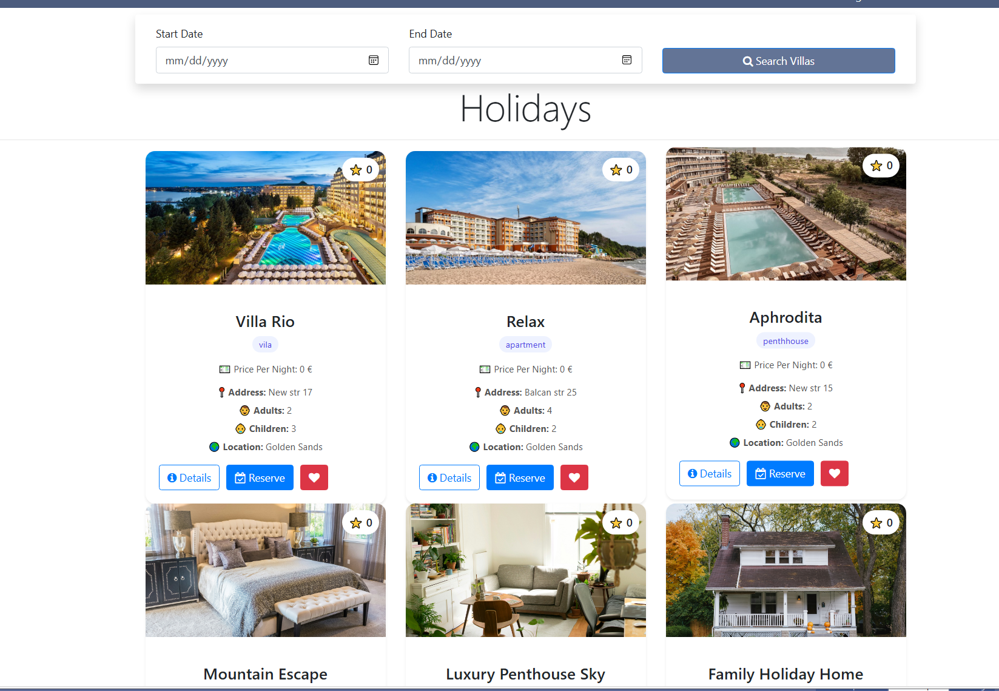 Start Date
End Date
mm/dd/yyyy
mm/dd/yyyy
Search Villas
Holidays
0
0
0
Villa Rio
vila
Price Per Night: 0 €
Address: New str 17
Adults: 2
Children: 3
Location: Golden Sands
Details
Reserve
Relax
apartment
Price Per Night: 0 €
Address: Balcan str 25
Adults: 4
Children: 2
Location: Golden Sands
Details
Reserve
Aphrodita
penthhouse
Price Per Night: 0 €
Address: New str 15
Adults: 2
Children: 2
Location: Golden Sands
Details
Reserve
0
0
0
Mountain Escape
Luxury Penthouse Sky
Family Holiday Home